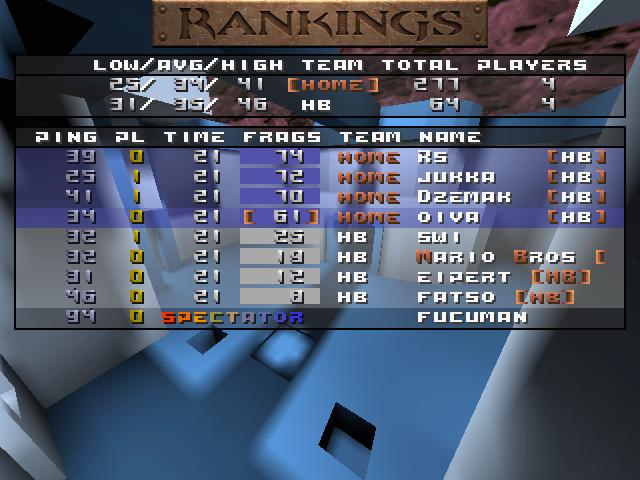 RANKINGS
LOW/AVG/HIGH TEAM TOTAL PLAYERS
25/ 34/ 41 [HOME] 277 4
31/ 35/ 46 HB 64 4
PING PL TIME FRAGS TEAM NAME
39 0 21 74 HOME RS [HB]
25 1 21 72 HOME JUKKA [HB]
41 1 21 70 HOME DZEMAK [HB]
34 0 21 [ 61] HOME OIVA [HB]
32 1 21 25 HB SWI
32 0 21 19 HB MARIO BROS [
31 0 21 12 HB EIPERT [HB]
46 0 21 8 HB FATSO [HB]
94 0 SPECTATOR FUCUMAN